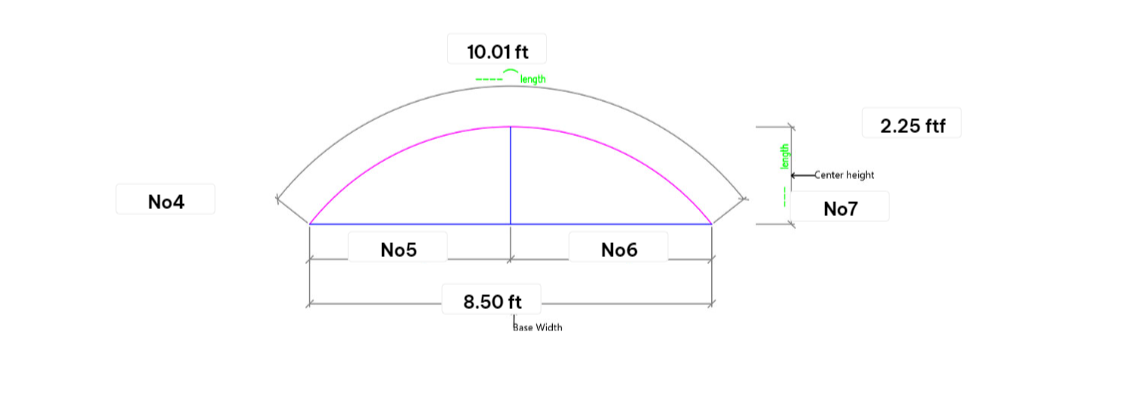 10.01 ft
length
2.25 ftf
length
Center height
No4
No7
No5
No6
8.50 ft
Base Width